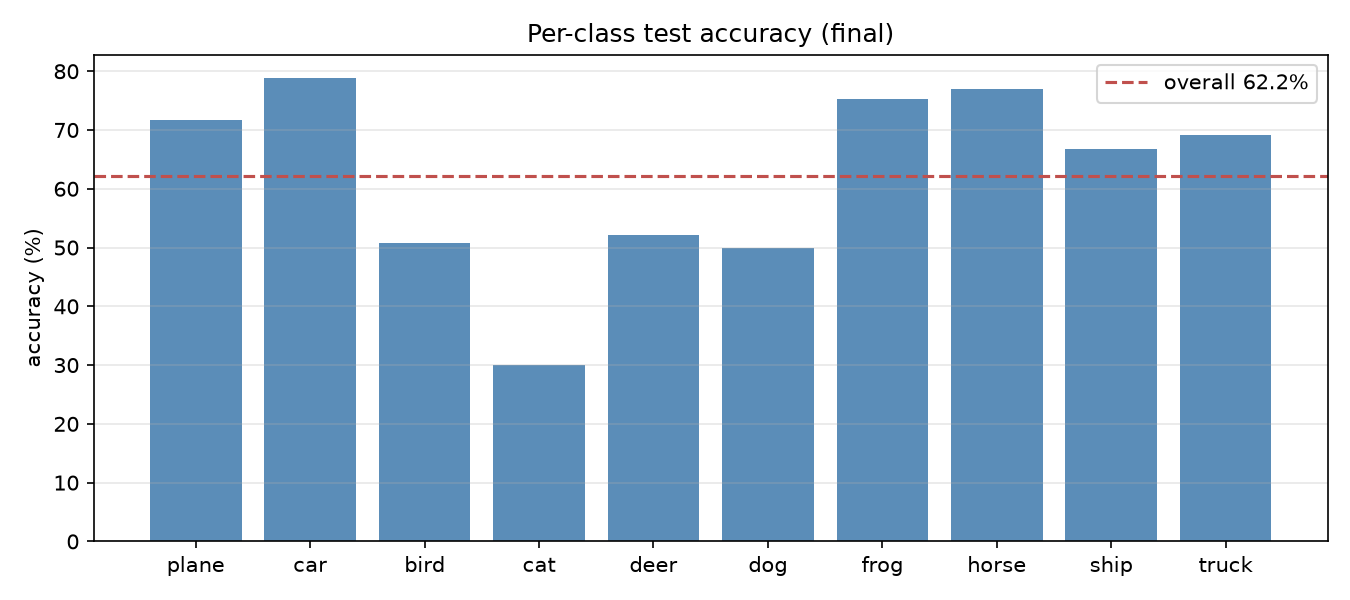 Per-class test accuracy (final)
overall 62.2%
accuracy (%)
80
70
60
50
40
30
20
10
0
plane car bird cat deer dog frog horse ship truck